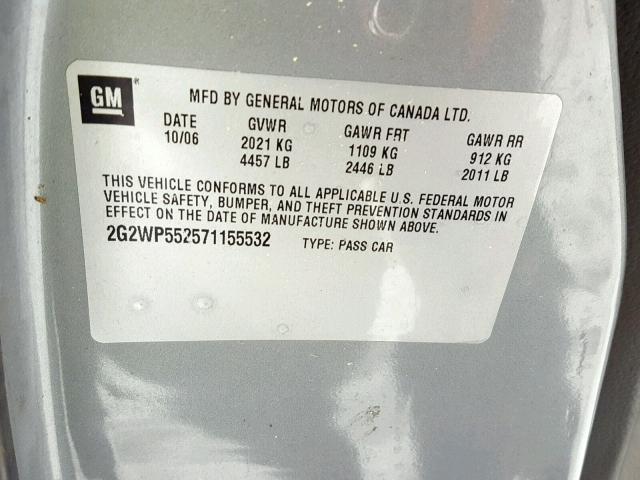 GM
MFD BY GENERAL MOTORS OF CANADA LTD.
DATE GVWR GAWR FRT GAWR RR
10/06 2021 KG 1109 KG 912 KG
4457 LB 2446 LB 2011 LB
THIS VEHICLE CONFORMS TO ALL APPLICABLE U.S. FEDERAL MOTOR
VEHICLE SAFETY, BUMPER, AND THEFT PREVENTION STANDARDS IN
EFFECT ON THE DATE OF MANUFACTURE SHOWN ABOVE.
2G2WP552571155532 TYPE: PASS CAR